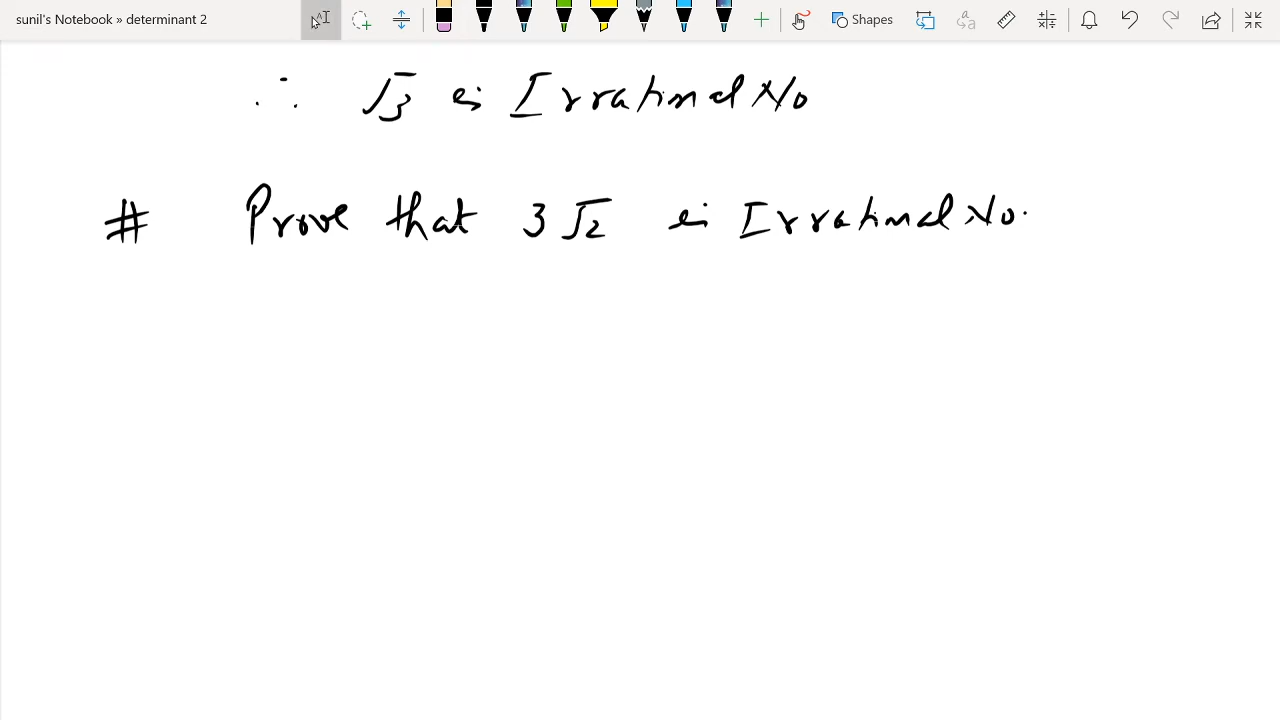 sunil's Notebook » determinant 2 Shapes
∴ √3 is Irrational No
# Prove that 3√2 is Irrational No.